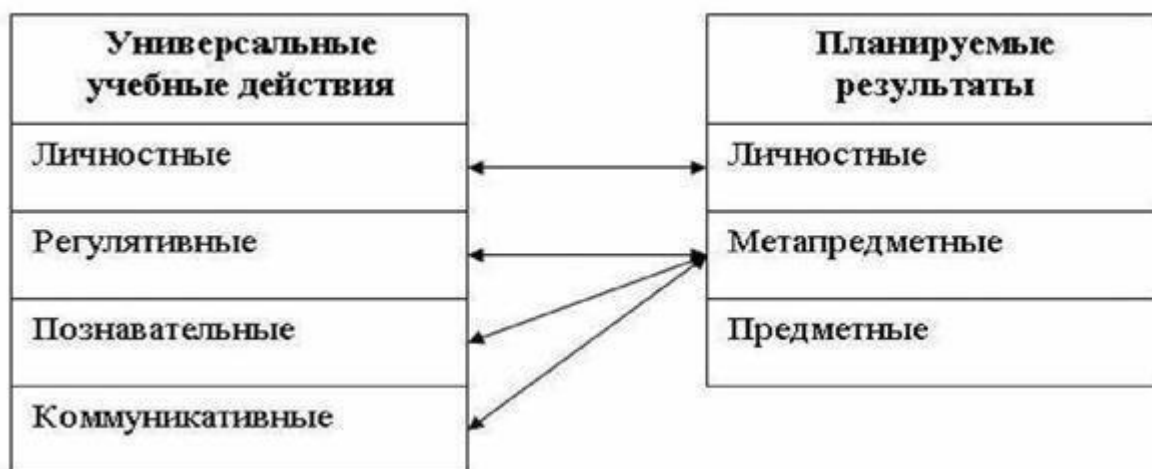 Универсальные
учебные действия
Личностные
Регулятивные
Познавательные
Коммуникативные
Планируемые
результаты
Личностные
Метапредметные
Предметные